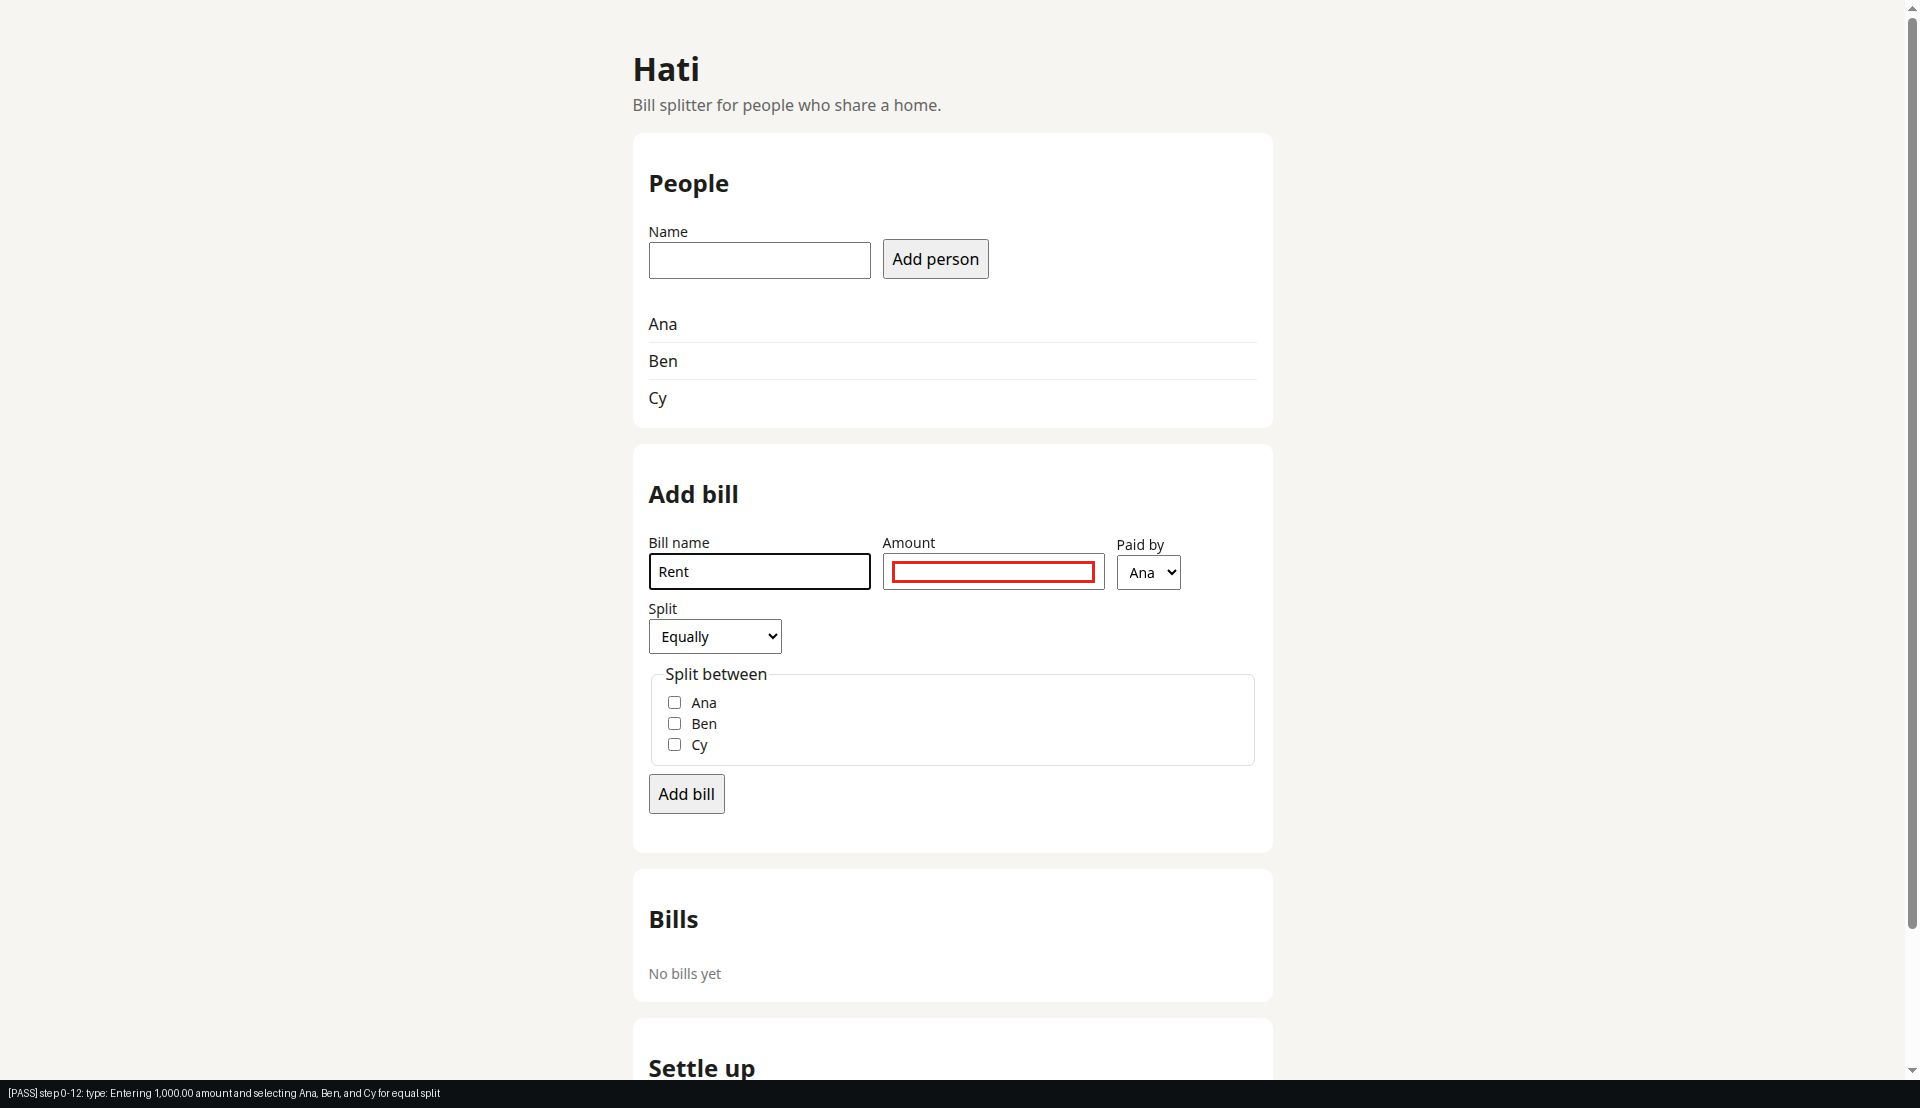 Hati
Bill splitter for people who share a home.
People
Name
Add person
Ana
Ben
Cy
Add bill
Bill name
Amount
Paid by
Rent
Ana
Split
Equally
Split between
Ana
Ben
Cy
Add bill
Bills
No bills yet
Settle up
[PASS] step 0-12: type: Entering 1,000.00 amount and selecting Ana, Ben, and Cy for equal split